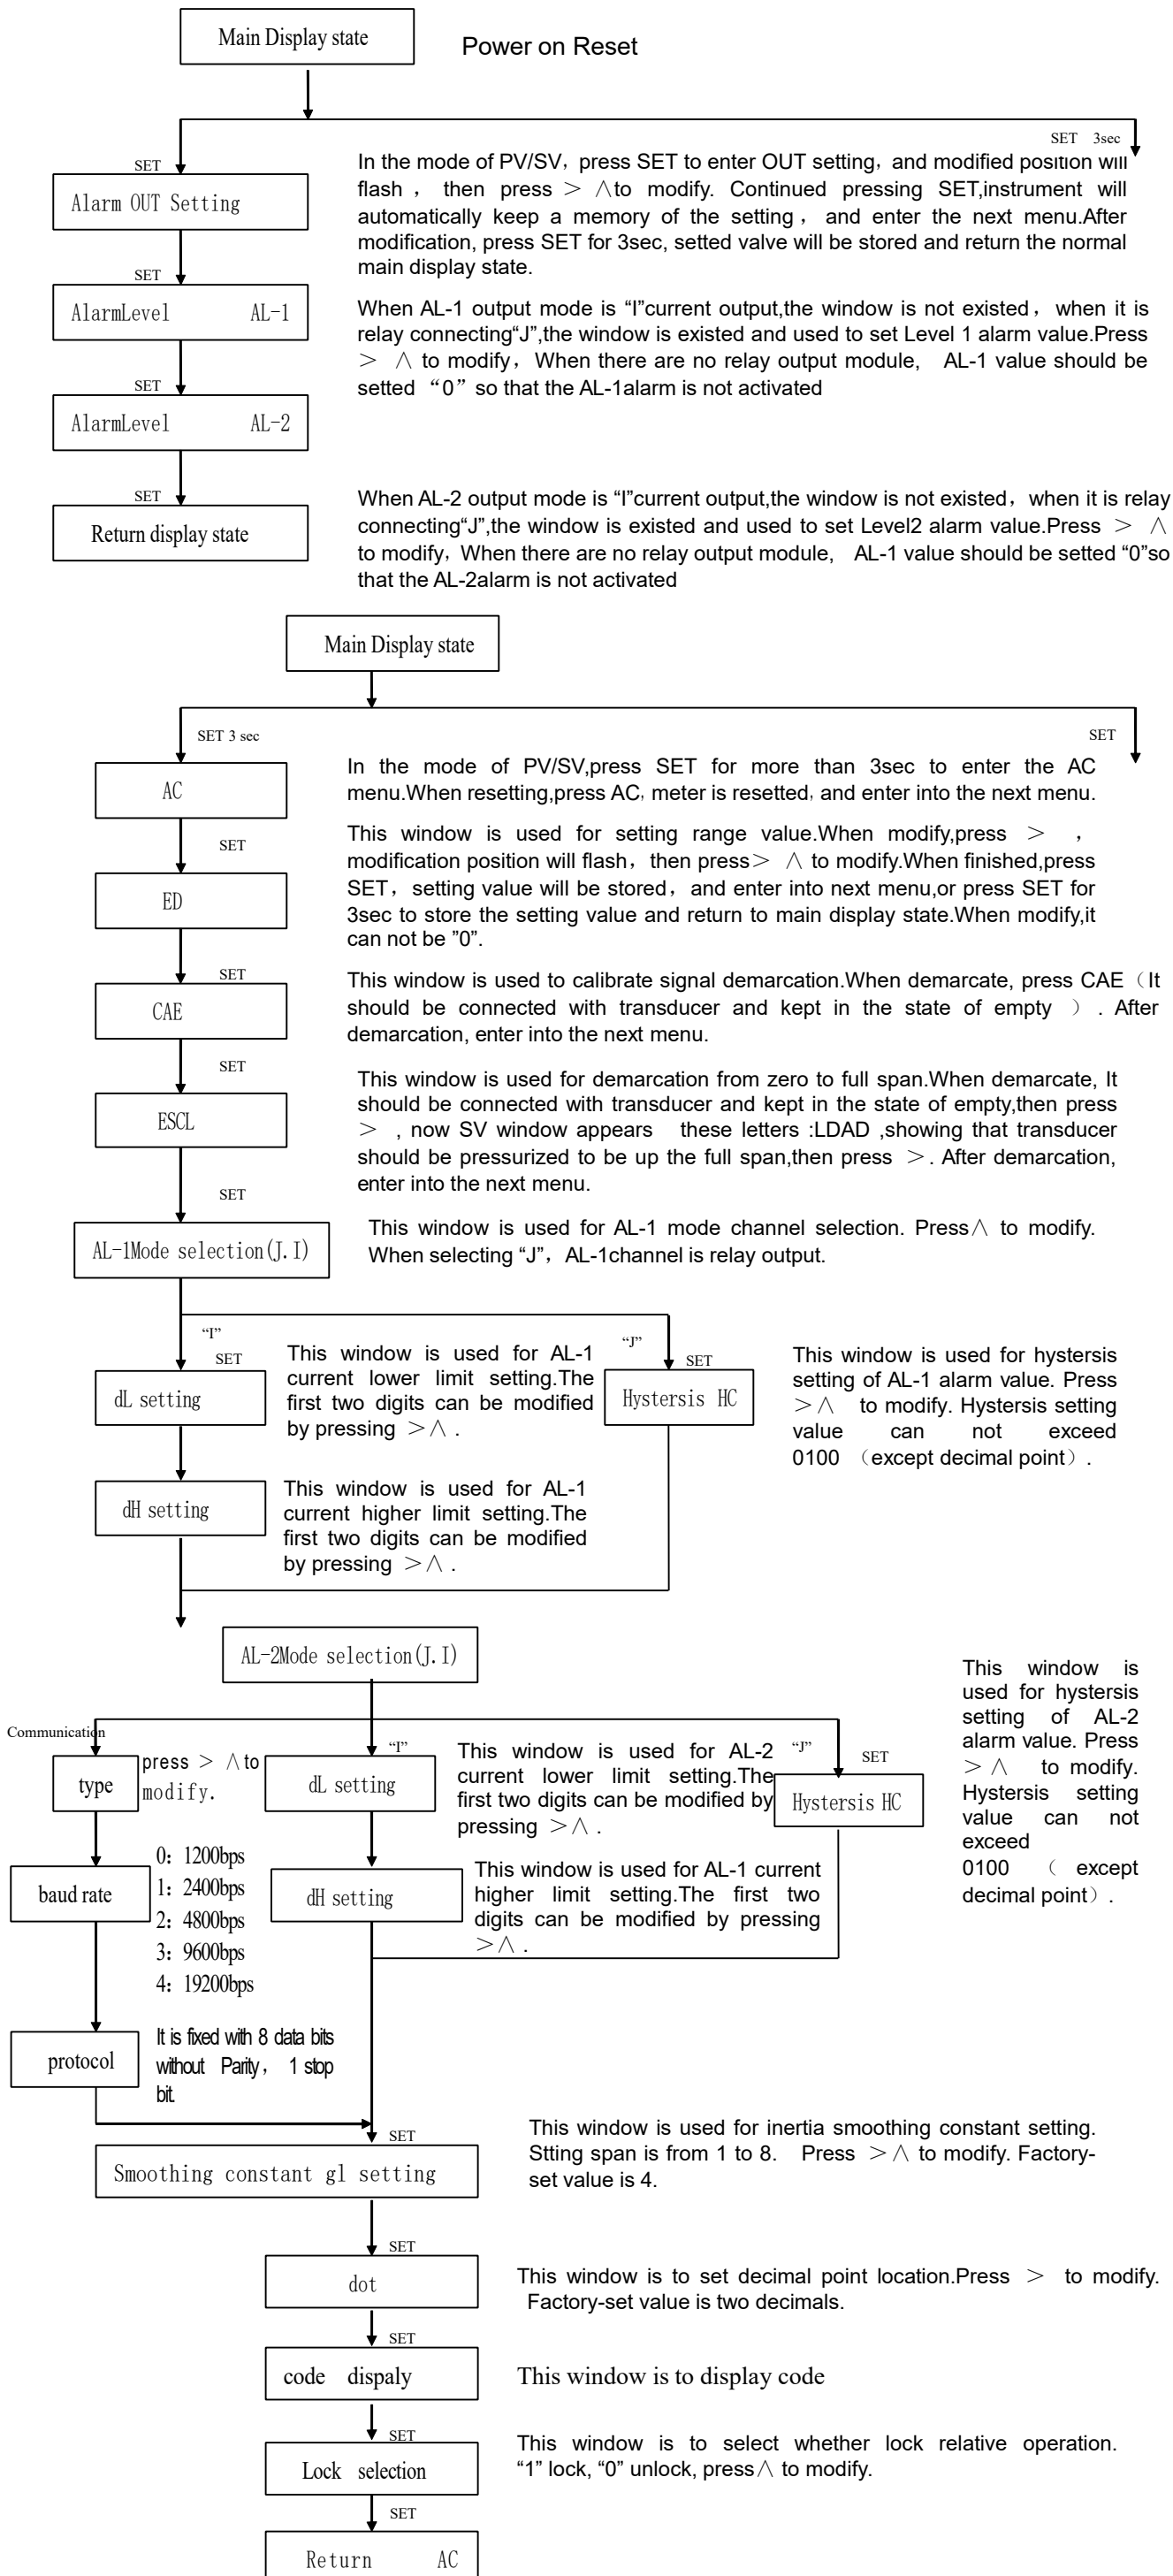 Main Display state
Power on Reset
SET 3sec
SET
Alarm OUT Setting
In the mode of PV/SV，press SET to enter OUT setting，and modified position will
flash ， then press ＞ ∧to modify. Continued pressing SET,instrument will
automatically keep a memory of the setting， and enter the next menu.After
modification, press SET for 3sec, setted valve will be stored and return the normal
main display state.
SET
AlarmLevel AL-1
When AL-1 output mode is “I”current output,the window is not existed，when it is
relay connecting“J”,the window is existed and used to set Level 1 alarm value.Press
＞ ∧ to modify，When there are no relay output module, AL-1 value should be
setted “0” so that the AL-1alarm is not activated
SET
AlarmLevel AL-2
SET
Return display state
When AL-2 output mode is “I”current output,the window is not existed，when it is relay
connecting“J”,the window is existed and used to set Level2 alarm value.Press ＞ ∧
to modify，When there are no relay output module, AL-1 value should be setted “0”so
that the AL-2alarm is not activated
Main Display state
SET 3 sec
SET
AC
In the mode of PV/SV,press SET for more than 3sec to enter the AC
menu.When resetting,press AC, meter is resetted, and enter into the next menu.
SET
ED
This window is used for setting range value.When modify,press ＞ ，
modification position will flash，then press＞ ∧ to modify.When finished,press
SET，setting value will be stored，and enter into next menu,or press SET for
3sec to store the setting value and return to main display state.When modify,it
can not be ”0”.
SET
CAE
This window is used to calibrate signal demarcation.When demarcate, press CAE（It
should be connected with transducer and kept in the state of empty ）. After
demarcation, enter into the next menu.
SET
ESCL
This window is used for demarcation from zero to full span.When demarcate, It
should be connected with transducer and kept in the state of empty,then press
＞ , now SV window appears these letters :LDAD ,showing that transducer
should be pressurized to be up the full span,then press ＞. After demarcation,
enter into the next menu.
SET
AL-1Mode selection(J.I)
This window is used for AL-1 mode channel selection. Press∧ to modify.
When selecting “J”，AL-1channel is relay output.
“I”
SET
dL setting
This window is used for AL-1
current lower limit setting.The
first two digits can be modified
by pressing ＞∧ .
“J”
SET
Hystersis HC
This window is used for hystersis
setting of AL-1 alarm value. Press
＞∧ to modify. Hystersis setting
value can not exceed
0100 （except decimal point）.
dH setting
This window is used for AL-1
current higher limit setting.The
first two digits can be modified
by pressing ＞∧ .
AL-2Mode selection(J.I)
Communication
type
press ＞ ∧to
modify.
“I”
dL setting
This window is used for AL-2
current lower limit setting.The
first two digits can be modified by
pressing ＞∧ .
“J”
SET
Hystersis HC
This window is
used for hystersis
setting of AL-2
alarm value. Press
＞∧ to modify.
Hystersis setting
value can not
exceed
0100 （ except
decimal point）.
baud rate
0：1200bps
1：2400bps
2：4800bps
3：9600bps
4：19200bps
dH setting
This window is used for AL-1 current
higher limit setting.The first two
digits can be modified by pressing
＞∧ .
protocol
It is fixed with 8 data bits
without Parity， 1 stop
bit.
SET
Smoothing constant gl setting
This window is used for inertia smoothing constant setting.
Stting span is from 1 to 8. Press ＞∧ to modify. Factory-
set value is 4.
SET
dot
This window is to set decimal point location.Press ＞ to modify.
Factory-set value is two decimals.
SET
code dispaly
This window is to display code
SET
Lock selection
This window is to select whether lock relative operation.
“1” lock, “0” unlock, press∧ to modify.
SET
Return AC